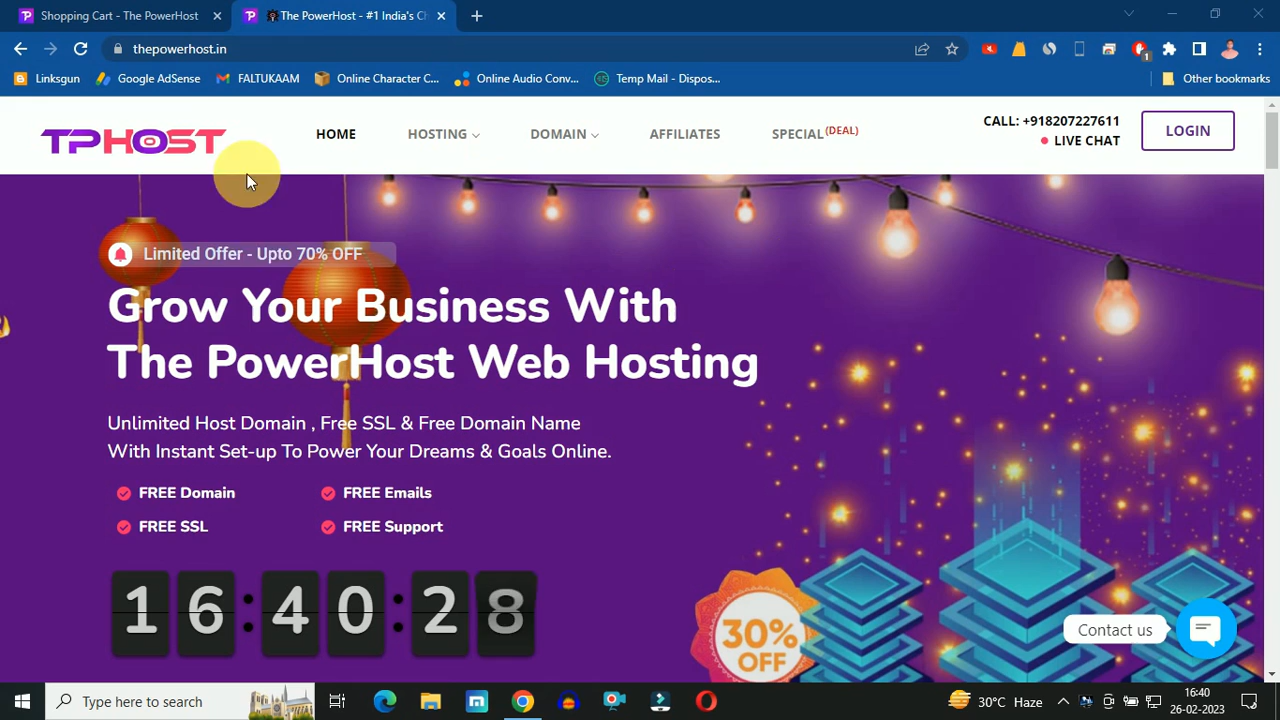 Shopping Cart - The PowerHost
The PowerHost - #1 India's Ch
thepowerhost.in
1
Linksgun
Google AdSense
FALTUKAAM
Online Character C...
Online Audio Conv...
Temp Mail - Dispos...
Other bookmarks
TPHOST
HOME
HOSTING
DOMAIN
AFFILIATES
SPECIAL(DEAL)
CALL: +918207227611
LIVE CHAT
LOGIN
Limited Offer - Upto 70% OFF
Grow Your Business With
The PowerHost Web Hosting
Unlimited Host Domain , Free SSL & Free Domain Name
With Instant Set-up To Power Your Dreams & Goals Online.
FREE Domain
FREE Emails
FREE SSL
FREE Support
16:40:28
30%
OFF
Contact us
Type here to search
30°C Haze
16:40
26-02-2023